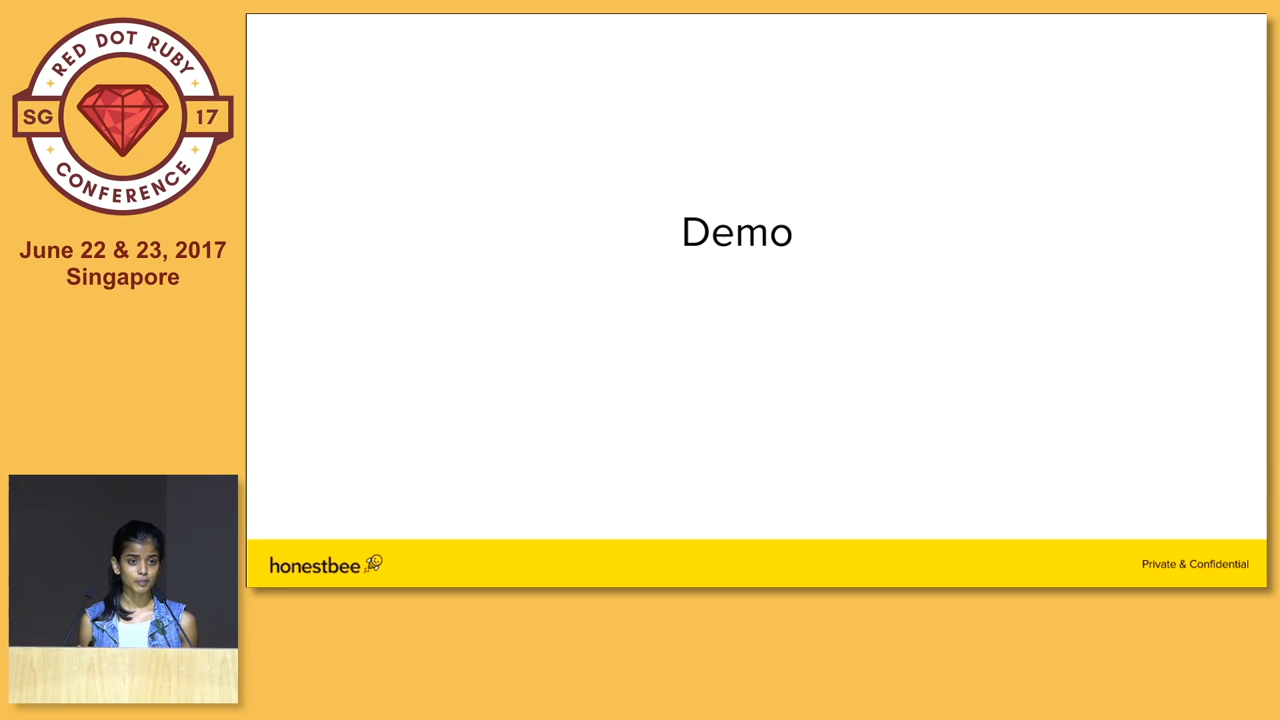 RED DOT RUBY
SG 17
CONFERENCE
June 22 & 23, 2017
Singapore
Demo
honestbee
Private & Confidential